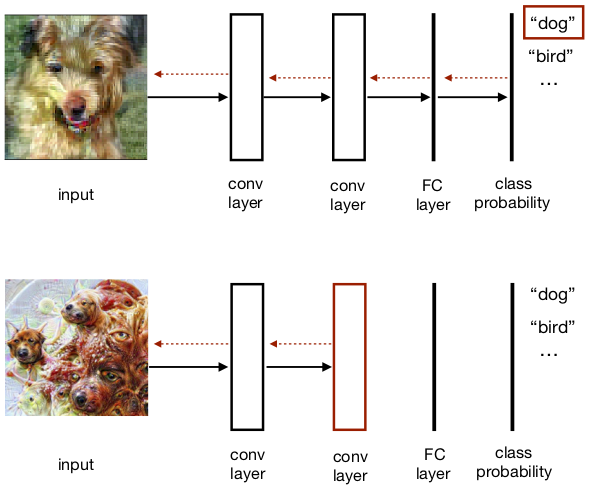 “dog”
“bird”
...
input
conv
layer
conv
layer
FC
layer
class
probability
“dog”
“bird”
...
input
conv
layer
conv
layer
FC
layer
class
probability